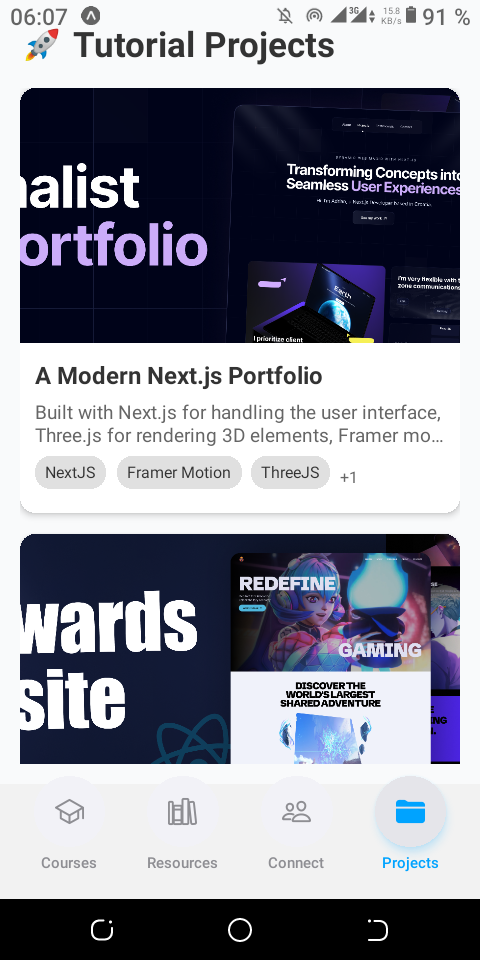 06:07
3G
15.8
KB/s
91 %
🚀 Tutorial Projects
nalist
ortfolio
Transforming Concepts into
Seamless User Experiences
Earth
I'm very flexible with
zone communications
I prioritize client
A Modern Next.js Portfolio
Built with Next.js for handling the user interface,
Three.js for rendering 3D elements, Framer mo…
NextJS
Framer Motion
ThreeJS
+1
wards
site
REDEFINE
GAMING
DISCOVER THE
WORLD'S LARGEST
SHARED ADVENTURE
Courses
Resources
Connect
Projects